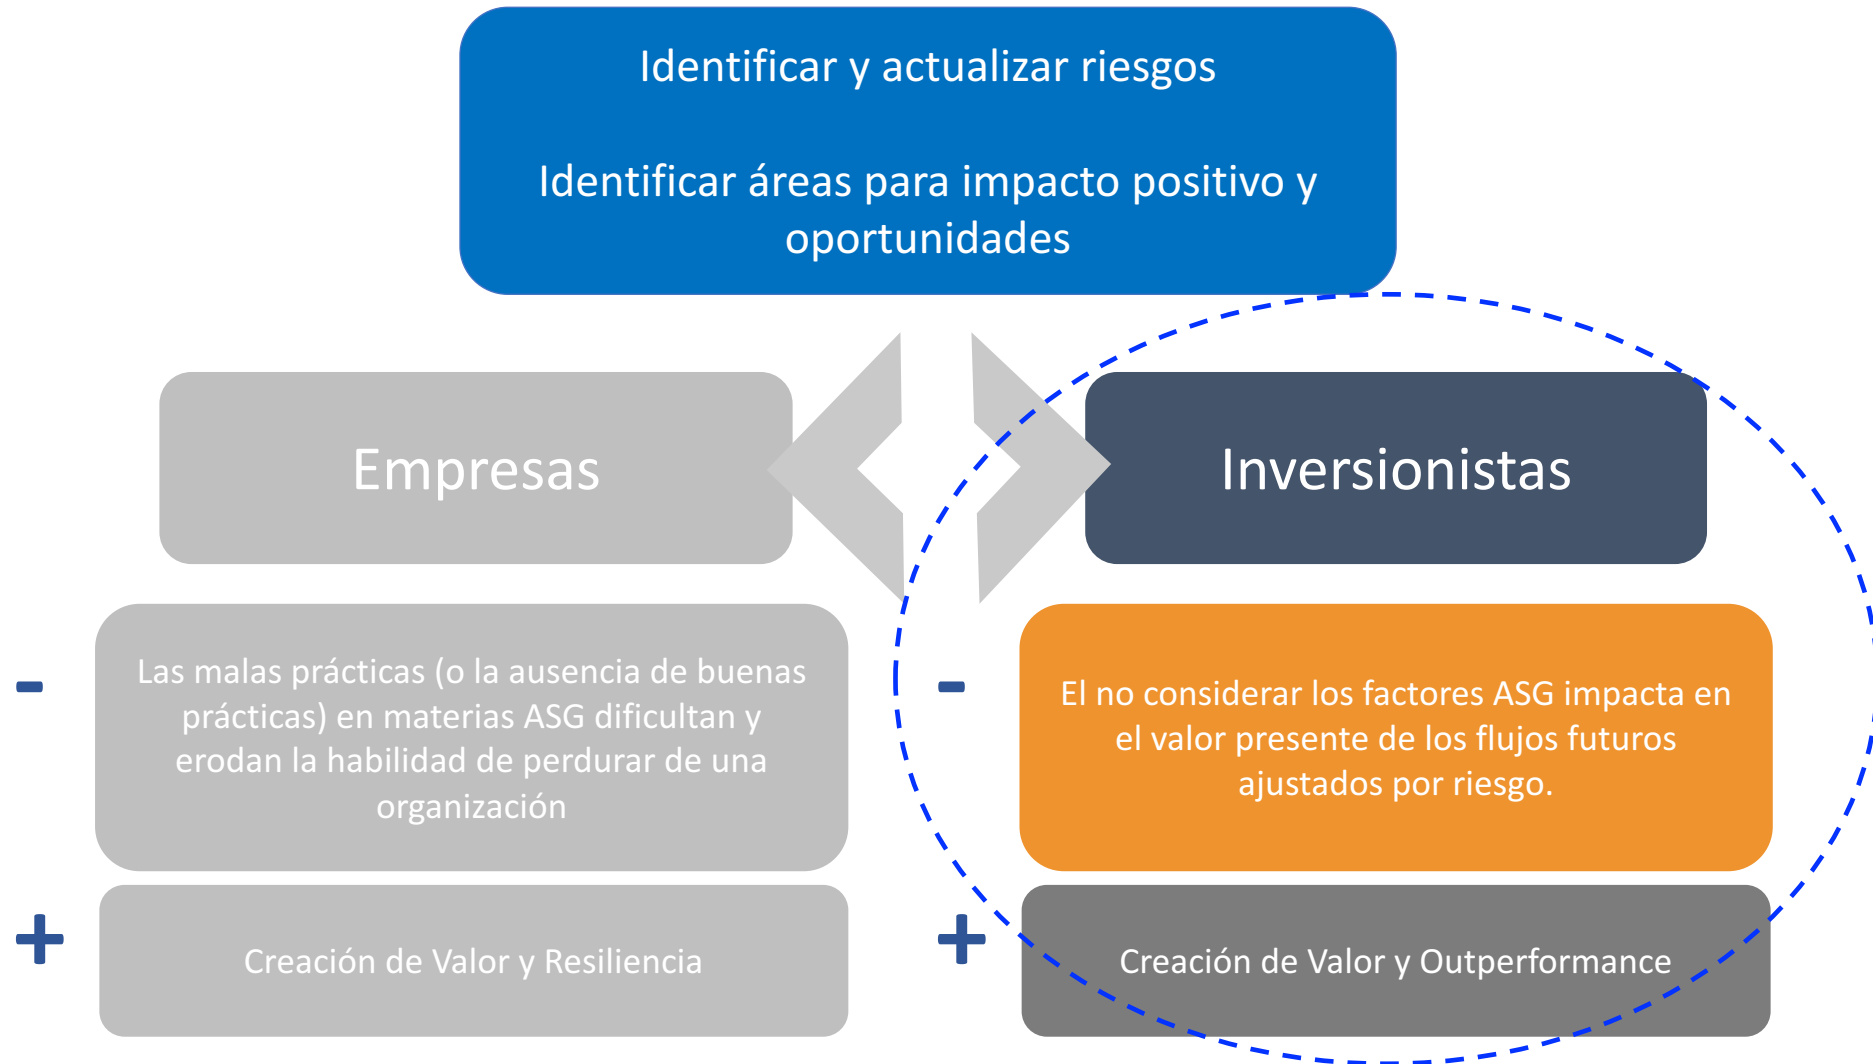 Identificar y actualizar riesgos
Identificar áreas para impacto positivo y
oportunidades
Empresas
Inversionistas
-
Las malas prácticas (o la ausencia de buenas
prácticas) en materias ASG dificultan y
erodan la habilidad de perdurar de una
organización
-
El no considerar los factores ASG impacta en
el valor presente de los flujos futuros
ajustados por riesgo.
+
Creación de Valor y Resiliencia
+
Creación de Valor y Outperformance